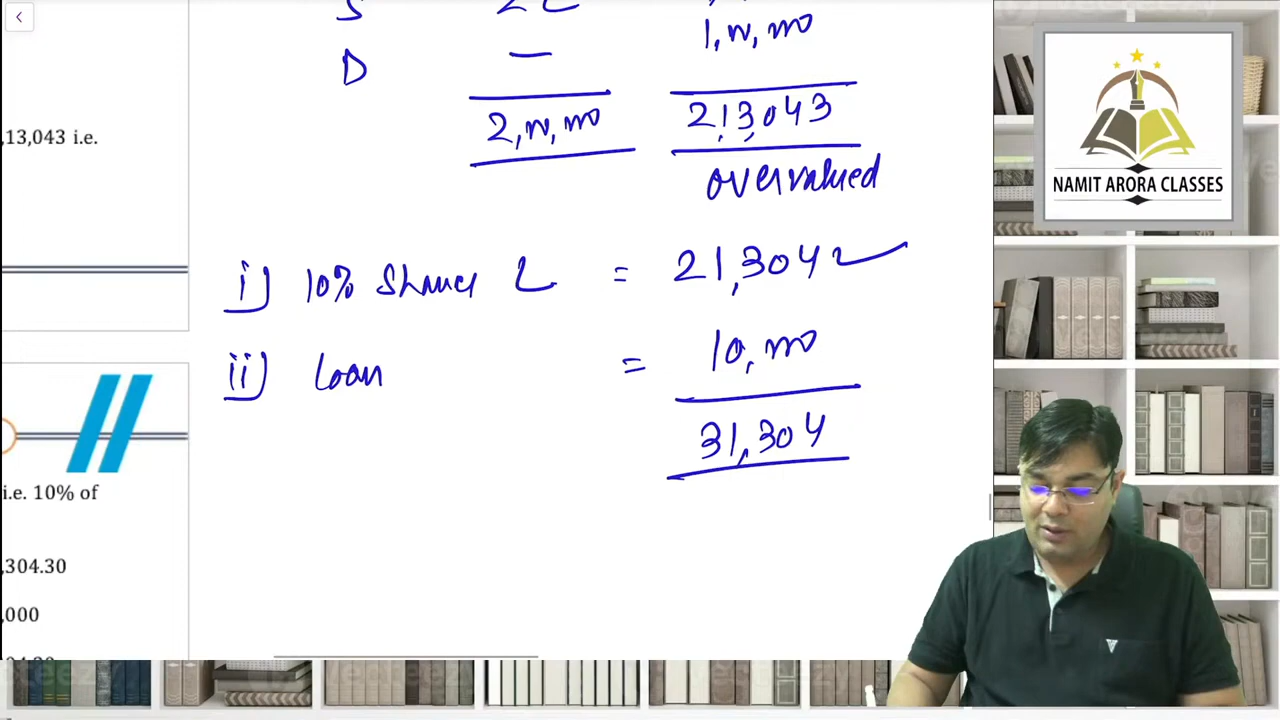 1,00,000
D —
,13,043 i.e.
2,00,000 2,13,043
overvalued
NAMIT ARORA CLASSES
i) 10% Shares = 21,304
ii) Loan = 10,000
31,304
i.e. 10% of
,304.30
,000